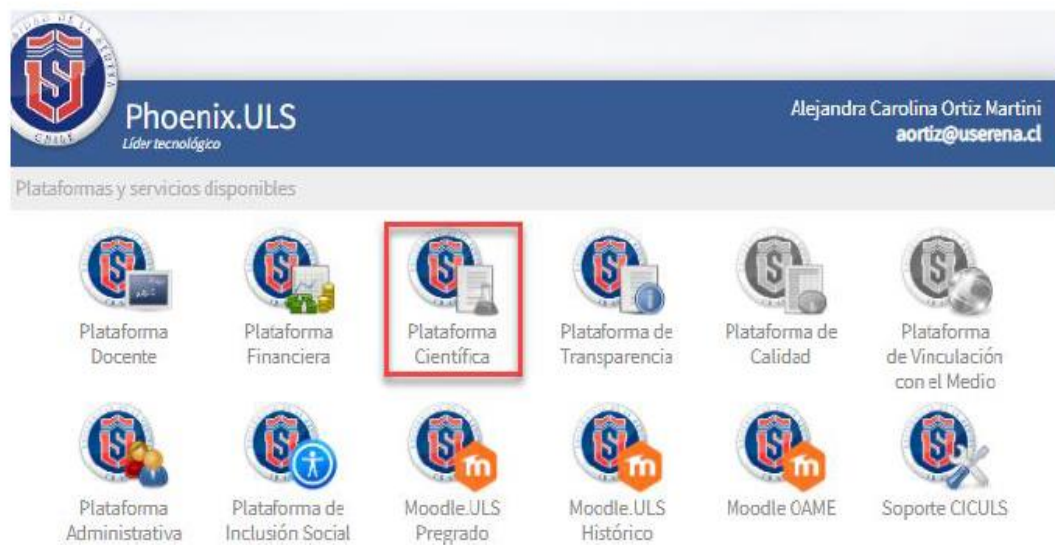 Phoenix.ULS
Líder tecnológico
Alejandra Carolina Ortiz Martini
aortiz@userena.cl
Plataformas y servicios disponibles
Plataforma
Docente
Plataforma
Financiera
Plataforma
Científica
Plataforma de
Transparencia
Plataforma de
Calidad
Plataforma
de Vinculación
con el Medio
Plataforma
Administrativa
Plataforma de
Inclusión Social
Moodle.ULS
Pregrado
Moodle.ULS
Histórico
Moodle OAME
Soporte CICULS